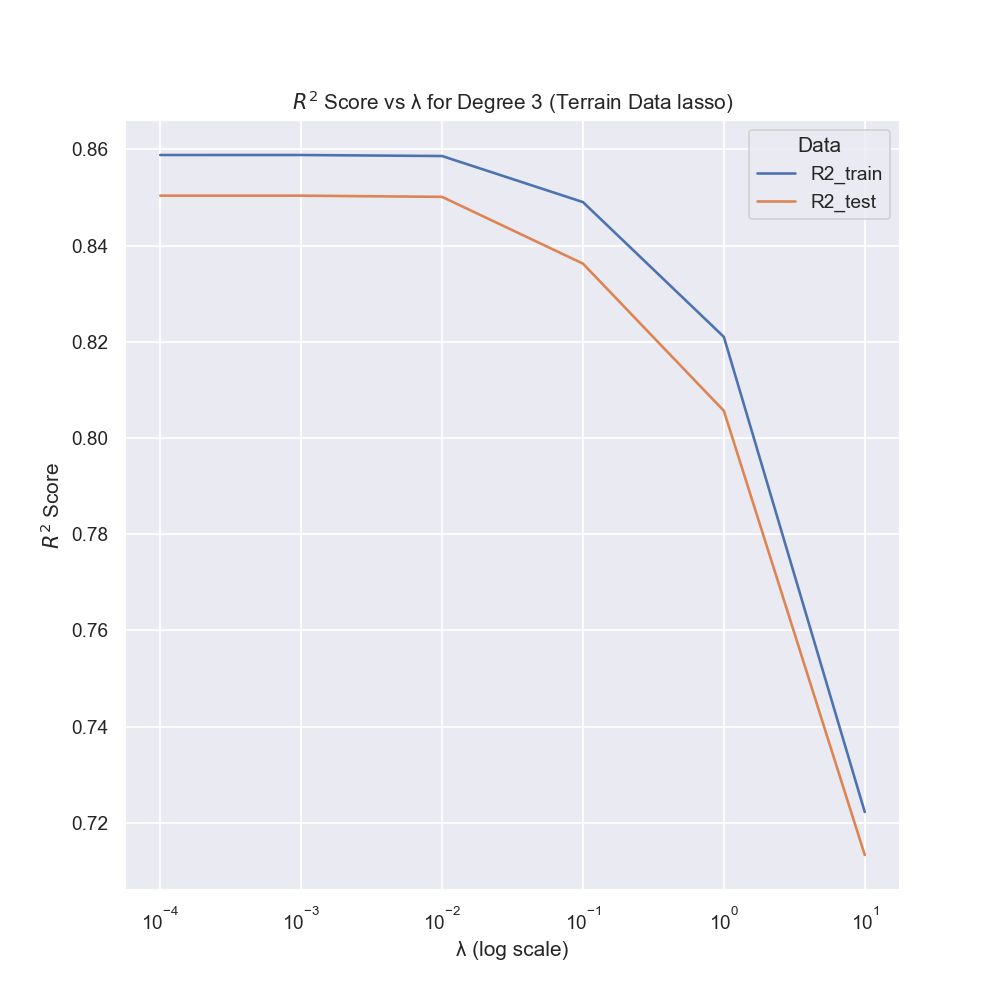 R² Score vs λ for Degree 3 (Terrain Data lasso)
Data
R2_train
R2_test
0.86
0.84
0.82
0.80
0.78
0.76
0.74
0.72
R² Score
10⁻⁴ 10⁻³ 10⁻² 10⁻¹ 10⁰ 10¹
λ (log scale)